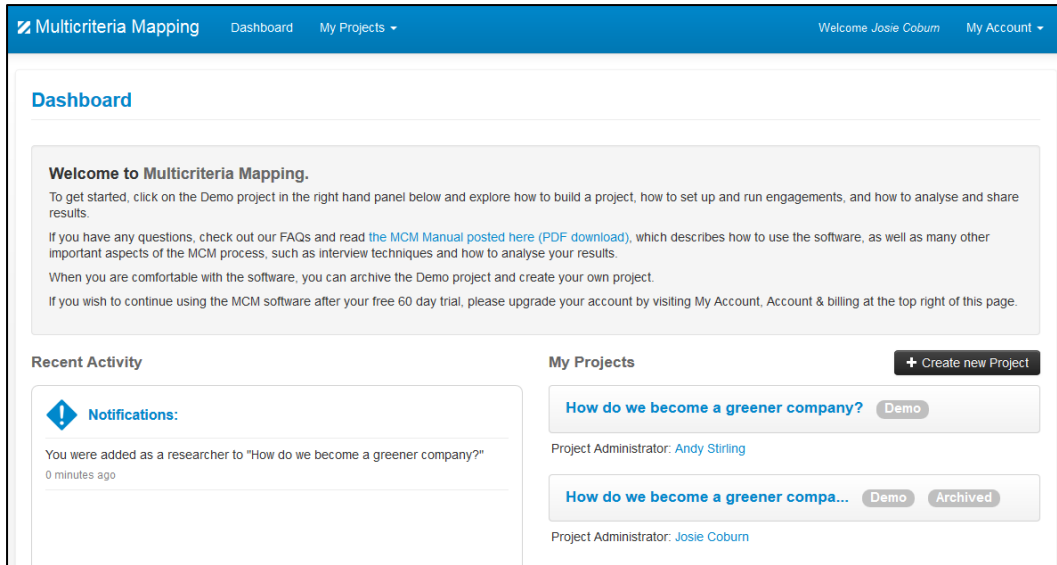 Multicriteria Mapping Dashboard My Projects Welcome Josie Coburn My Account
Dashboard
Welcome to Multicriteria Mapping.
To get started, click on the Demo project in the right hand panel below and explore how to build a project, how to set up and run engagements, and how to analyse and share
results.
If you have any questions, check out our FAQs and read the MCM Manual posted here (PDF download), which describes how to use the software, as well as many other
important aspects of the MCM process, such as interview techniques and how to analyse your results.
When you are comfortable with the software, you can archive the Demo project and create your own project.
If you wish to continue using the MCM software after your free 60 day trial, please upgrade your account by visiting My Account, Account & billing at the top right of this page.
Recent Activity
Notifications:
You were added as a researcher to "How do we become a greener company?"
0 minutes ago
My Projects
+ Create new Project
How do we become a greener company? Demo
Project Administrator: Andy Stirling
How do we become a greener compa... Demo Archived
Project Administrator: Josie Coburn